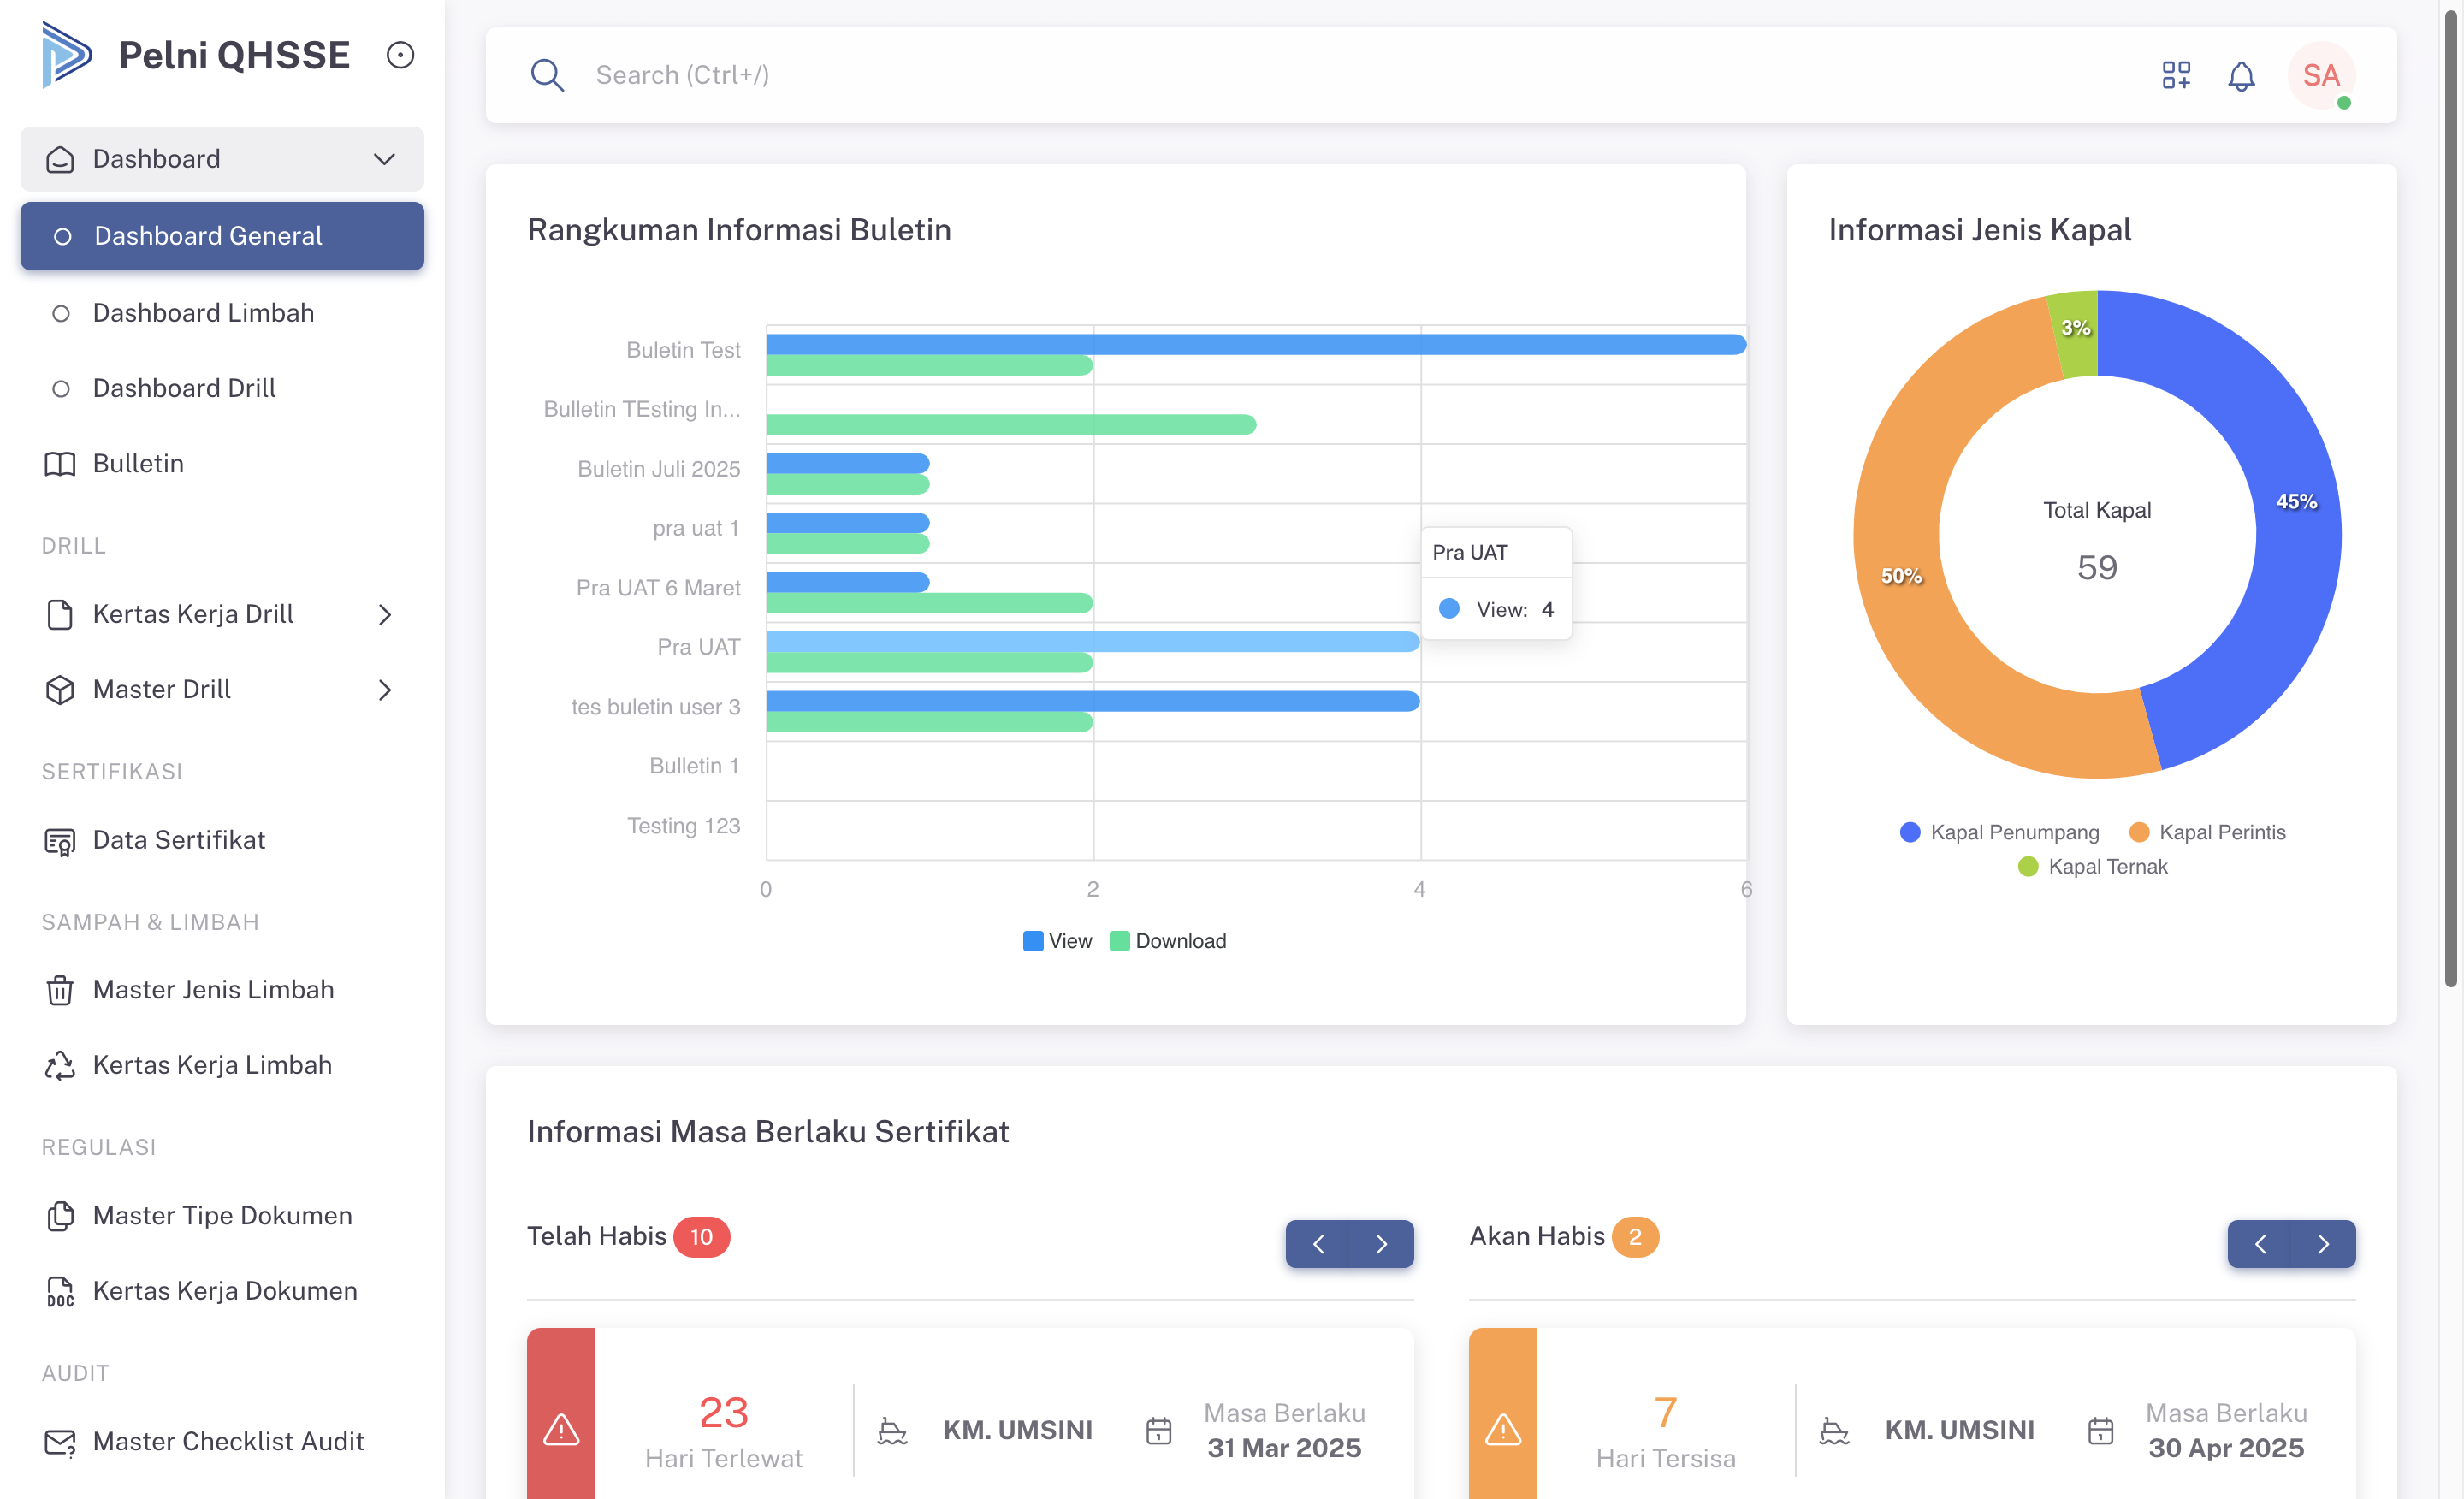 Pelni QHSSE
Dashboard
Dashboard General
Dashboard Limbah
Dashboard Drill
Bulletin
DRILL
Kertas Kerja Drill
Master Drill
SERTIFIKASI
Data Sertifikat
SAMPAH & LIMBAH
Master Jenis Limbah
Kertas Kerja Limbah
REGULASI
Master Tipe Dokumen
DOC
Kertas Kerja Dokumen
AUDIT
Master Checklist Audit
Search (Ctrl+/)
SA
Rangkuman Informasi Buletin
Buletin Test
Bulletin TEsting In...
Buletin Juli 2025
pra uat 1
Pra UAT 6 Maret
Pra UAT
tes buletin user 3
Bulletin 1
Testing 123
0 2 4 6
View Download
Pra UAT
View: 4
Informasi Jenis Kapal
3%
45%
50%
Total Kapal
59
Kapal Penumpang Kapal Perintis
Kapal Ternak
Informasi Masa Berlaku Sertifikat
Telah Habis 10
23
Hari Terlewat
KM. UMSINI
1
Masa Berlaku
31 Mar 2025
Akan Habis 2
7
Hari Tersisa
KM. UMSINI
1
Masa Berlaku
30 Apr 2025